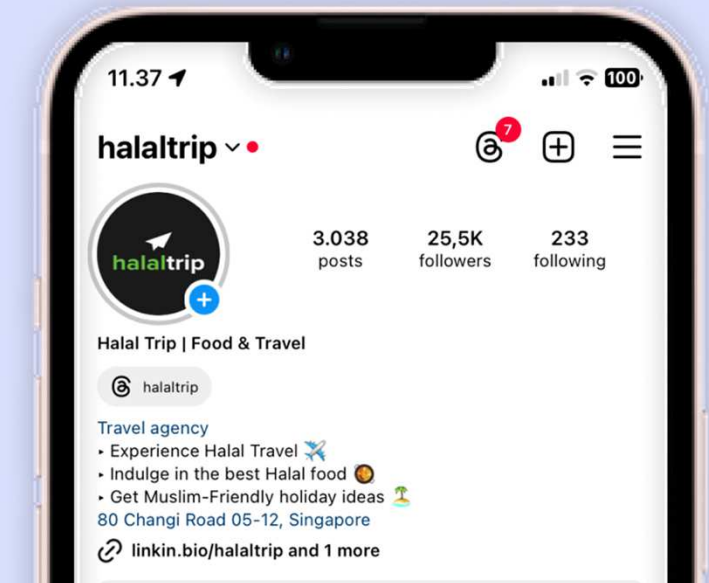 11.37
100
halaltrip
7
halaltrip
3.038
posts
25,5K
followers
233
following
Halal Trip | Food & Travel
halaltrip
Travel agency
‣ Experience Halal Travel ✈️
‣ Indulge in the best Halal food 🥘
‣ Get Muslim-Friendly holiday ideas 🏝️
80 Changi Road 05-12, Singapore
linkin.bio/halaltrip and 1 more